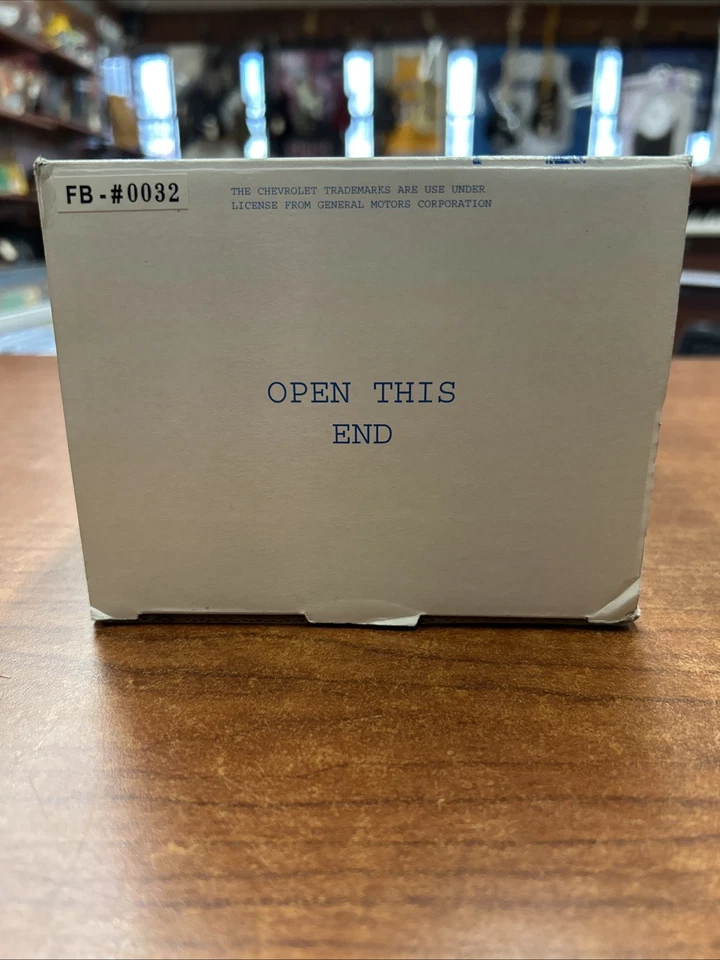 FB-#0032
THE CHEVROLET TRADEMARKS ARE USE UNDER
LICENSE FROM GENERAL MOTORS CORPORATION
OPEN THIS
END